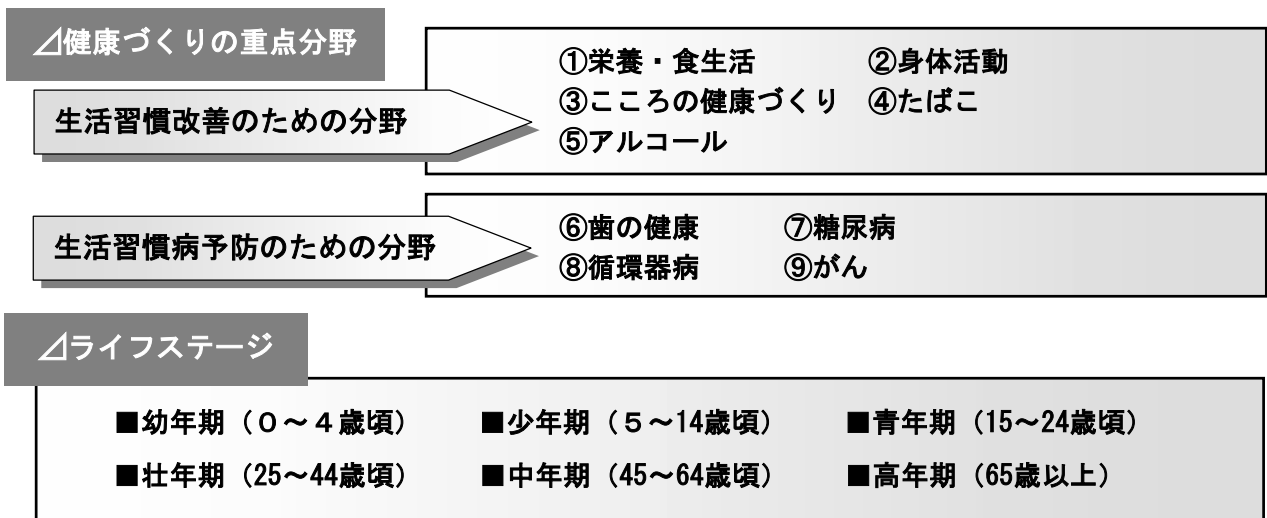 ⊿健康づくりの重点分野
生活習慣改善のための分野
①栄養・食生活 ②身体活動
③こころの健康づくり ④たばこ
⑤アルコール
生活習慣病予防のための分野
⑥歯の健康 ⑦糖尿病
⑧循環器病 ⑨がん
⊿ライフステージ
■幼年期（０～４歳頃） ■少年期（５～14歳頃） ■青年期（15～24歳頃）
■壮年期（25～44歳頃） ■中年期（45～64歳頃） ■高年期（65歳以上）